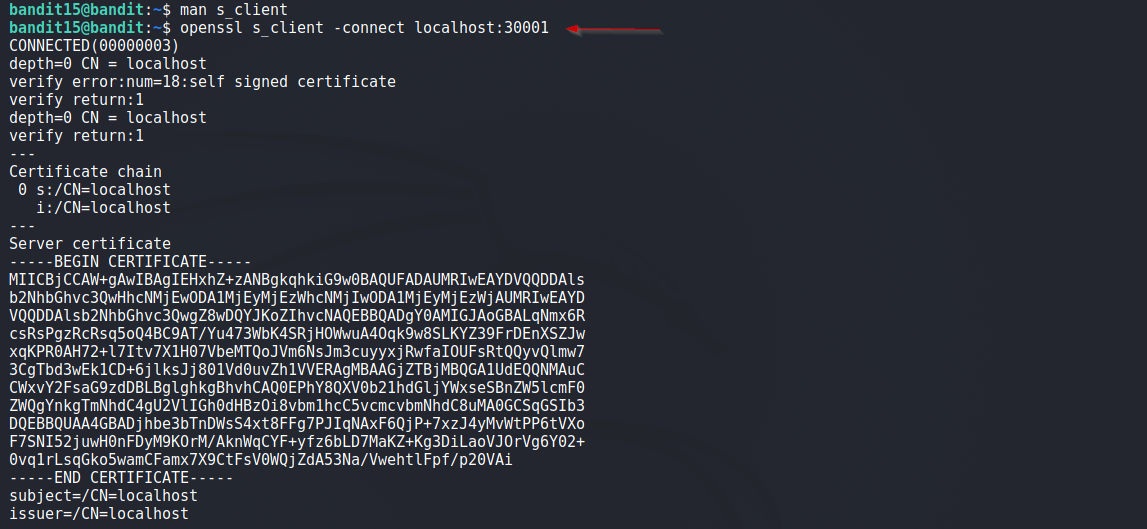 bandit15@bandit:~$ man s_client
bandit15@bandit:~$ openssl s_client -connect localhost:30001
CONNECTED(00000003)
depth=0 CN = localhost
verify error:num=18:self signed certificate
verify return:1
depth=0 CN = localhost
verify return:1
---
Certificate chain
 0 s:/CN=localhost
   i:/CN=localhost
---
Server certificate
-----BEGIN CERTIFICATE-----
MIICBjCCAW+gAwIBAgIEHxhZ+zANBgkqhkiG9w0BAQUFADAUMRIwEAYDVQQDDAls
b2NhbGhvc3QwHhcNMjEwODA1MjEyMjEzWhcNMjIwODA1MjEyMjEzWjAUMRIwEAYD
VQQDDAlsb2NhbGhvc3QwgZ8wDQYJKoZIhvcNAQEBBQADgY0AMIGJAoGBALqNmx6R
csRsPgzRcRsq5oQ4BC9AT/Yu473WbK4SRjHOWwuA4Oqk9w8SLKYZ39FrDEnXSZJw
xqKPR0AH72+l7Itv7X1H07VbeMTQoJVm6NsJm3cuyyxjRwfaIOUFsRtQQyvQlmw7
3CgTbd3wEk1CD+6jlksJj801Vd0uvZh1VVERAgMBAAGjZTBjMBQGA1UdEQQNMAuC
CWxvY2FsaG9zdDBLBglghkgBhvhCAQ0EPhY8QXV0b21hdGljYWxseSBnZW5lcmF0
ZWQgYnkgTmNhdC4gU2VlIGh0dHBzOi8vbm1hcC5vcmcvbmNhdC8uMA0GCSqGSIb3
DQEBBQUAA4GBADjhbe3bTnDWsS4xt8FFg7PJIqNAxF6QjP+7xzJ4yMvWtPP6tVXo
F7SNI52juwH0nFDyM9KOrM/AknWqCYF+yfz6bLD7MaKZ+Kg3DiLaoVJOrVg6Y02+
0vq1rLsqGko5wamCFamx7X9CtFsV0WQjZdA53Na/VwehtlFpf/p20VAi
-----END CERTIFICATE-----
subject=/CN=localhost
issuer=/CN=localhost